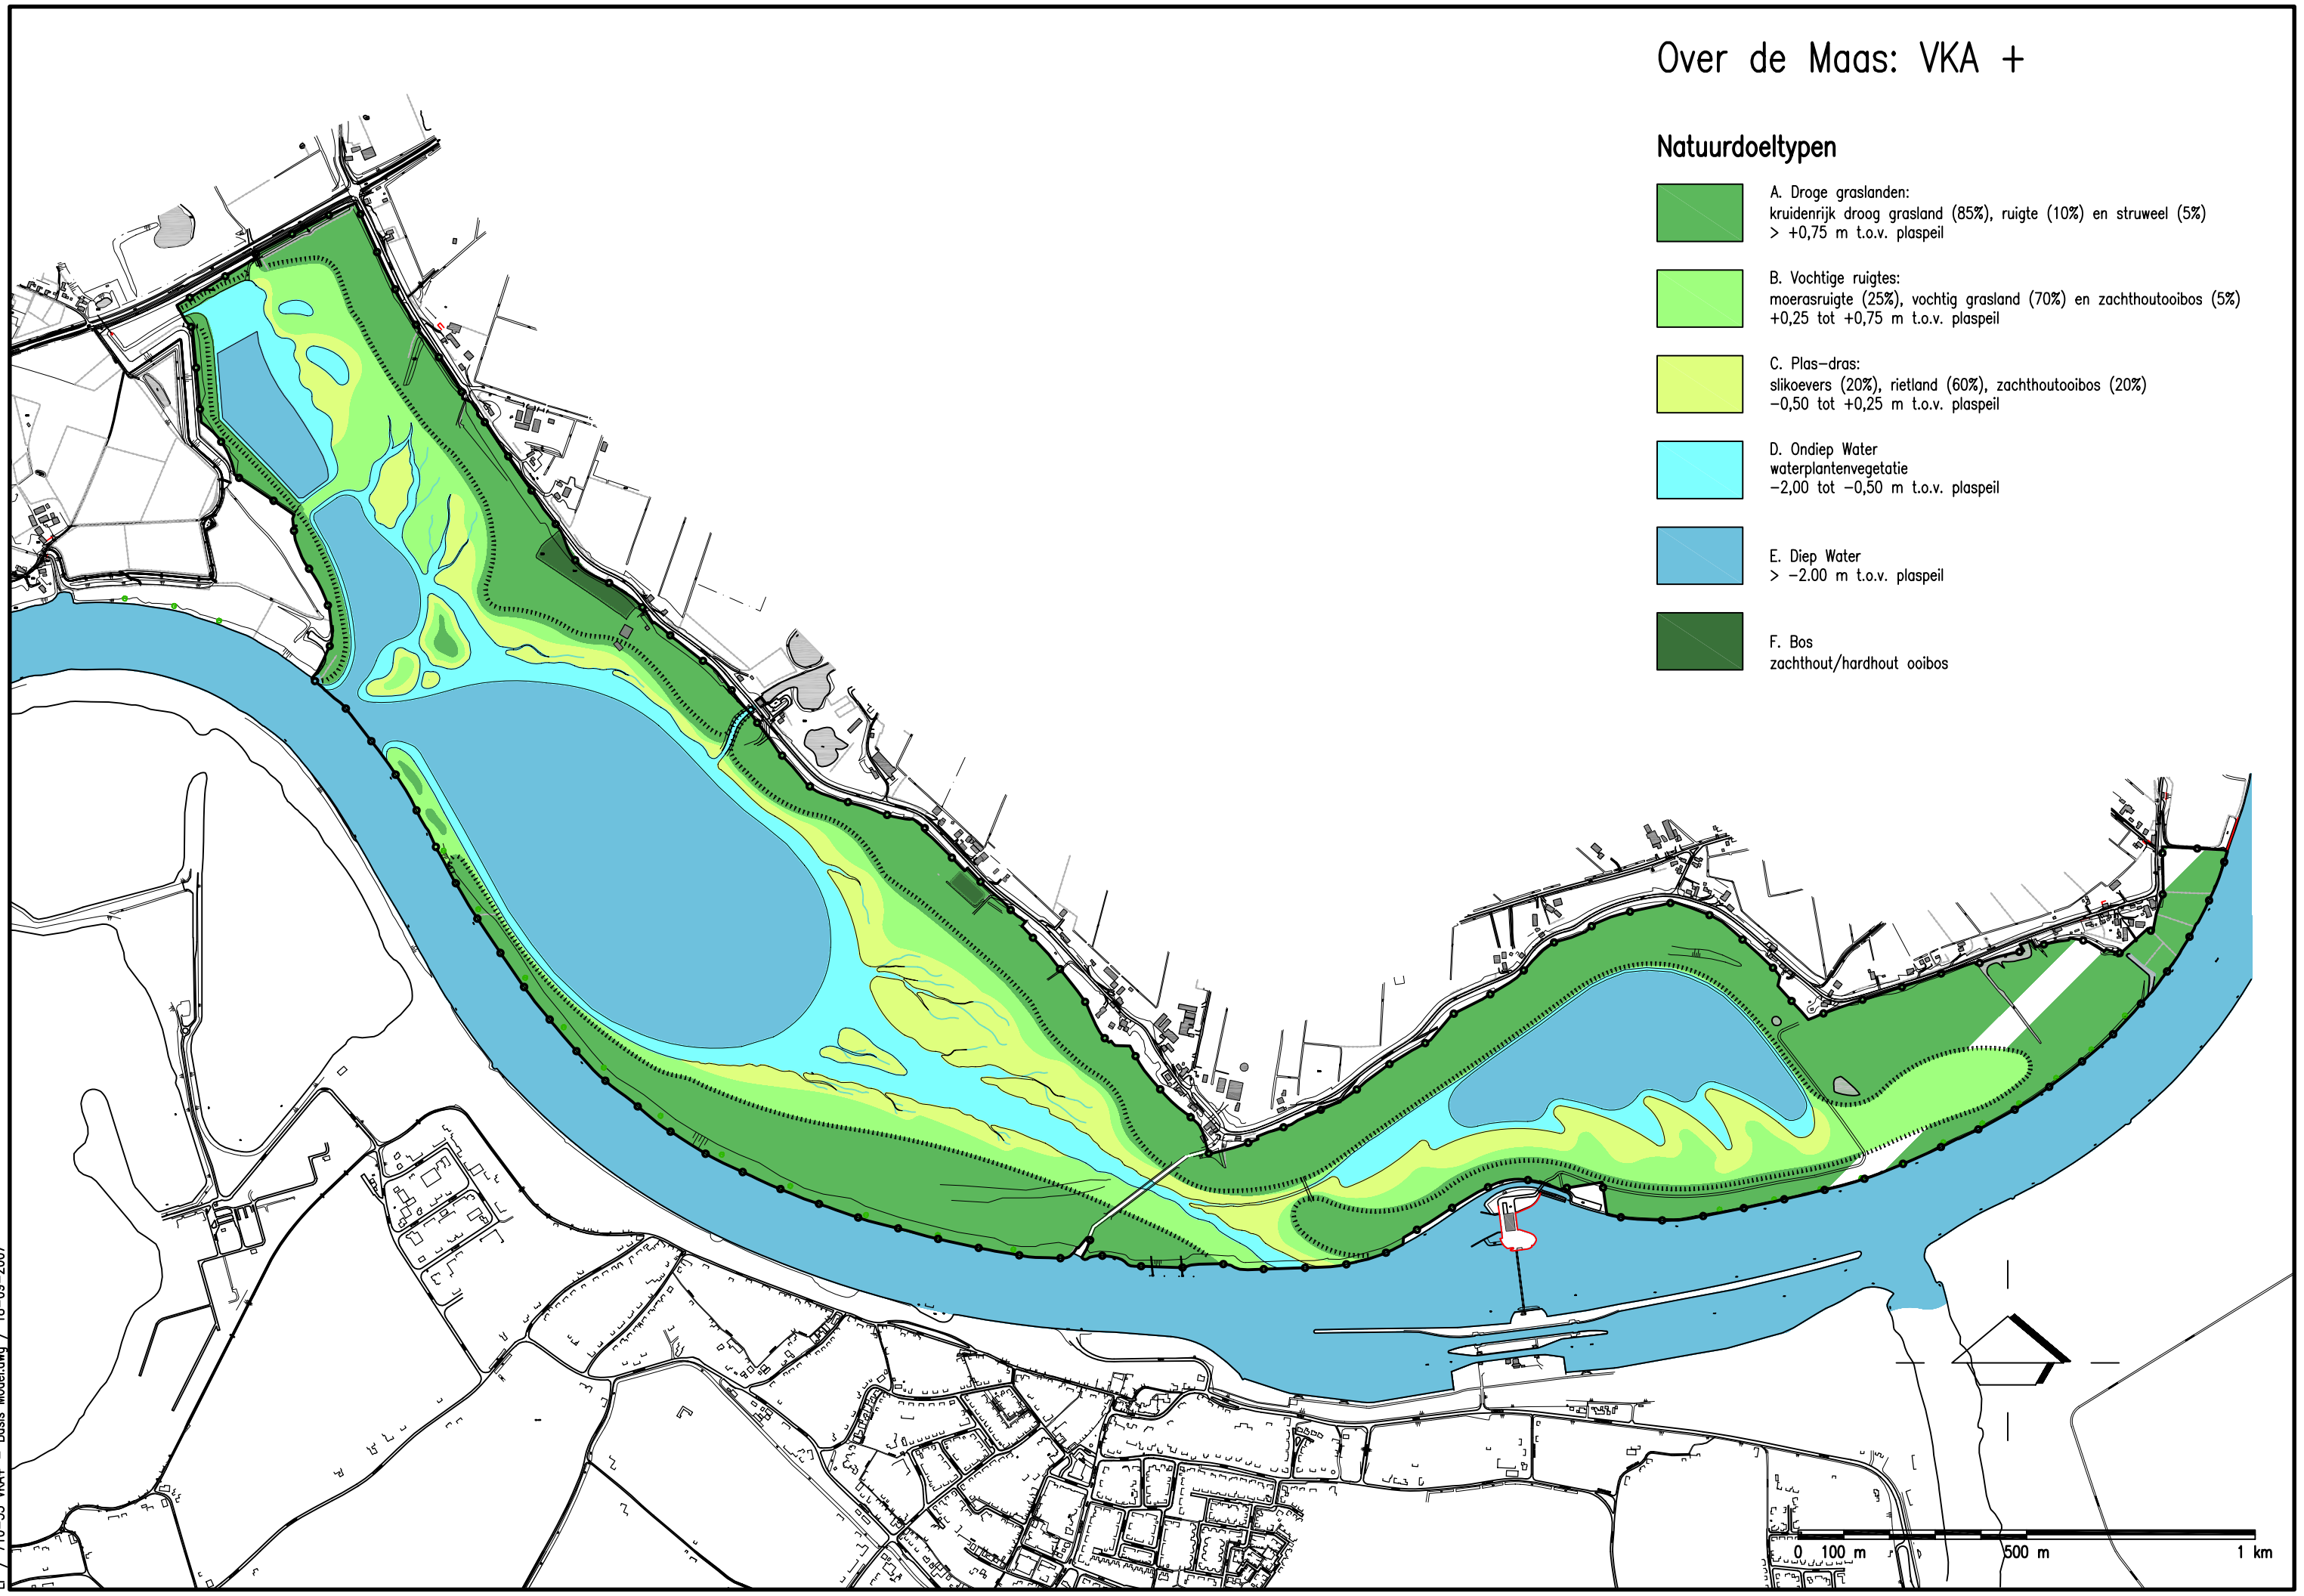 Over de Maas: VKA +
Natuurdoeltypen
A. Droge graslanden:
kruidenrijk droog grasland (85%), ruigte (10%) en struweel (5%)
> +0,75 m t.o.v. plaspeil
B. Vochtige ruigtes:
moerasruigte (25%), vochtig grasland (70%) en zachthoutooibos (5%)
+0,25 tot +0,75 m t.o.v. plaspeil
C. Plas-dras:
slikoevers (20%), rietland (60%), zachthoutooibos (20%)
-0,50 tot +0,25 m t.o.v. plaspeil
D. Ondiep Water
waterplantenvegetatie
-2,00 tot -0,50 m t.o.v. plaspeil
E. Diep Water
> -2.00 m t.o.v. plaspeil
F. Bos
zachthout/hardhout ooibos
0 100 m 500 m 1 km